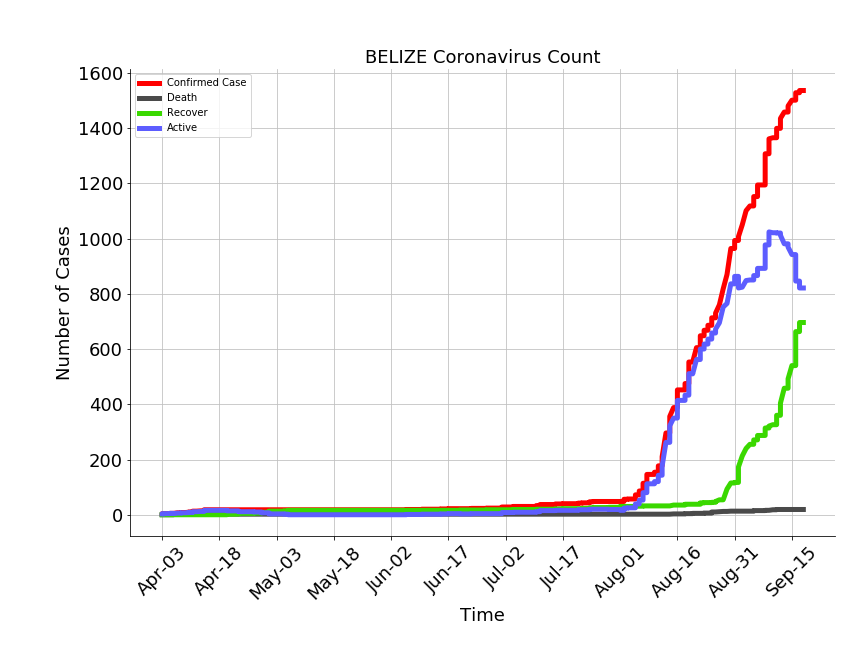 BELIZE Coronavirus Count
Confirmed Case
Death
Recover
Active
Number of Cases
1600
1400
1200
1000
800
600
400
200
0
Apr-03
Apr-18
May-03
May-18
Jun-02
Jun-17
Jul-02
Jul-17
Aug-01
Aug-16
Aug-31
Sep-15
Time